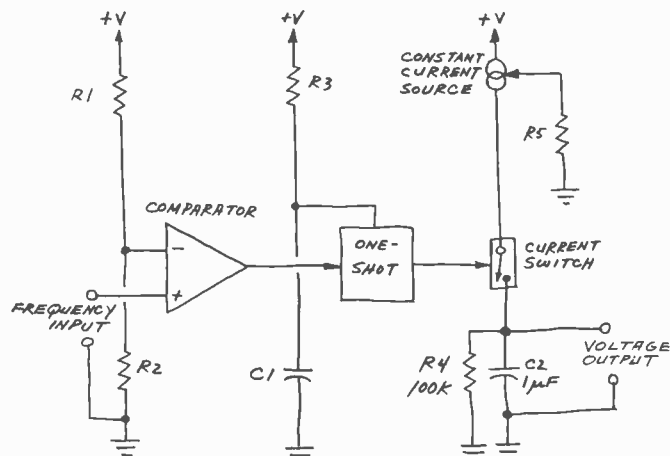 +V
+V
+V
R1
R3
CONSTANT
CURRENT
SOURCE
R5
COMPARATOR
-
+
ONE-
SHOT
CURRENT
SWITCH
FREQUENCY
INPUT
R2
C1
R4
100K
C2
1µF
VOLTAGE
OUTPUT